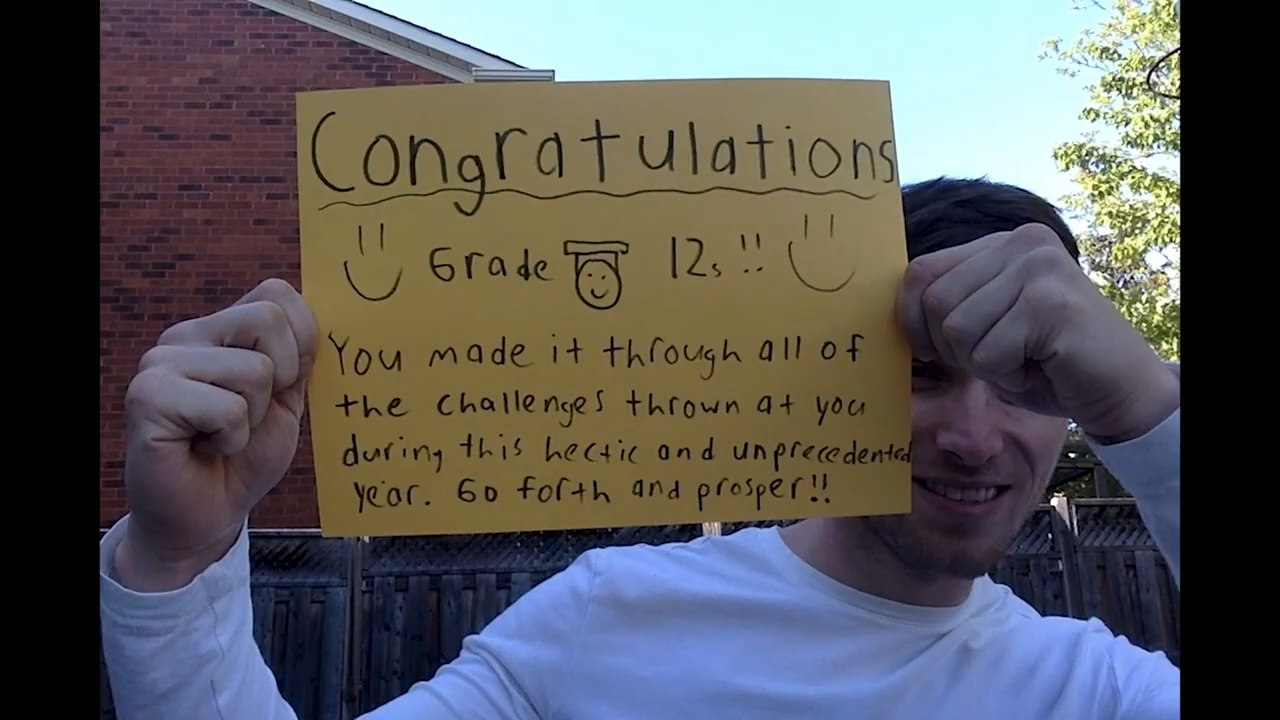 Congratulations
Grade 12s !!
You made it through all of
the challenges thrown at you
during this hectic and unprecedented
year. Go forth and prosper!!